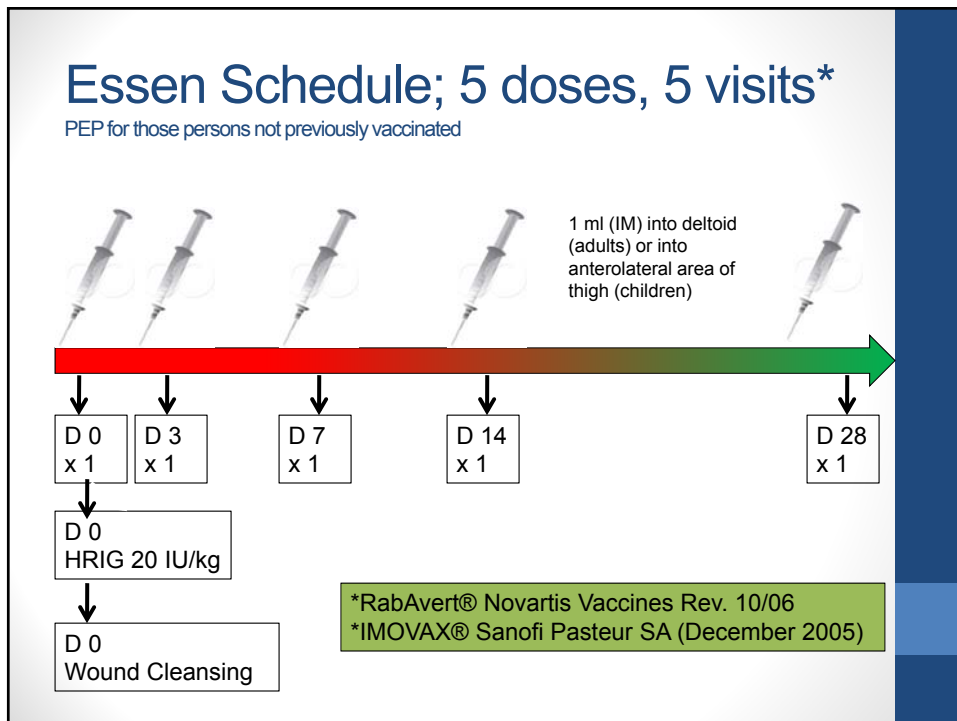 Essen Schedule; 5 doses, 5 visits*
PEP for those persons not previously vaccinated
1 ml (IM) into deltoid
(adults) or into
anterolateral area of
thigh (children)
D 0
x 1
D 3
x 1
D 7
x 1
D 14
x 1
D 28
x 1
D 0
HRIG 20 IU/kg
D 0
Wound Cleansing
*RabAvert® Novartis Vaccines Rev. 10/06
*IMOVAX® Sanofi Pasteur SA (December 2005)